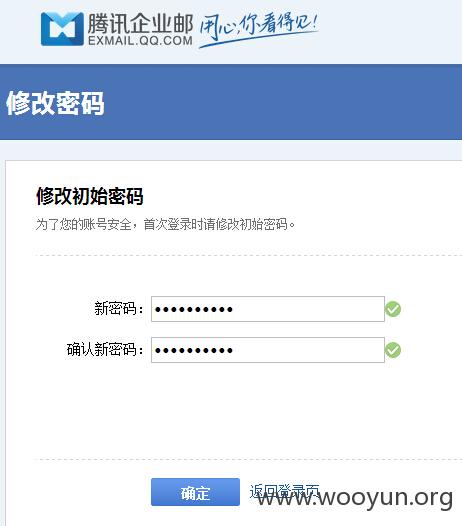 腾讯企业邮
EXMAIL.QQ.COM
用心,你看得见!
修改密码
修改初始密码
为了您的账号安全，首次登录时请修改初始密码。
新密码：
确认新密码：
确定 返回登录页
www.wooyun.org